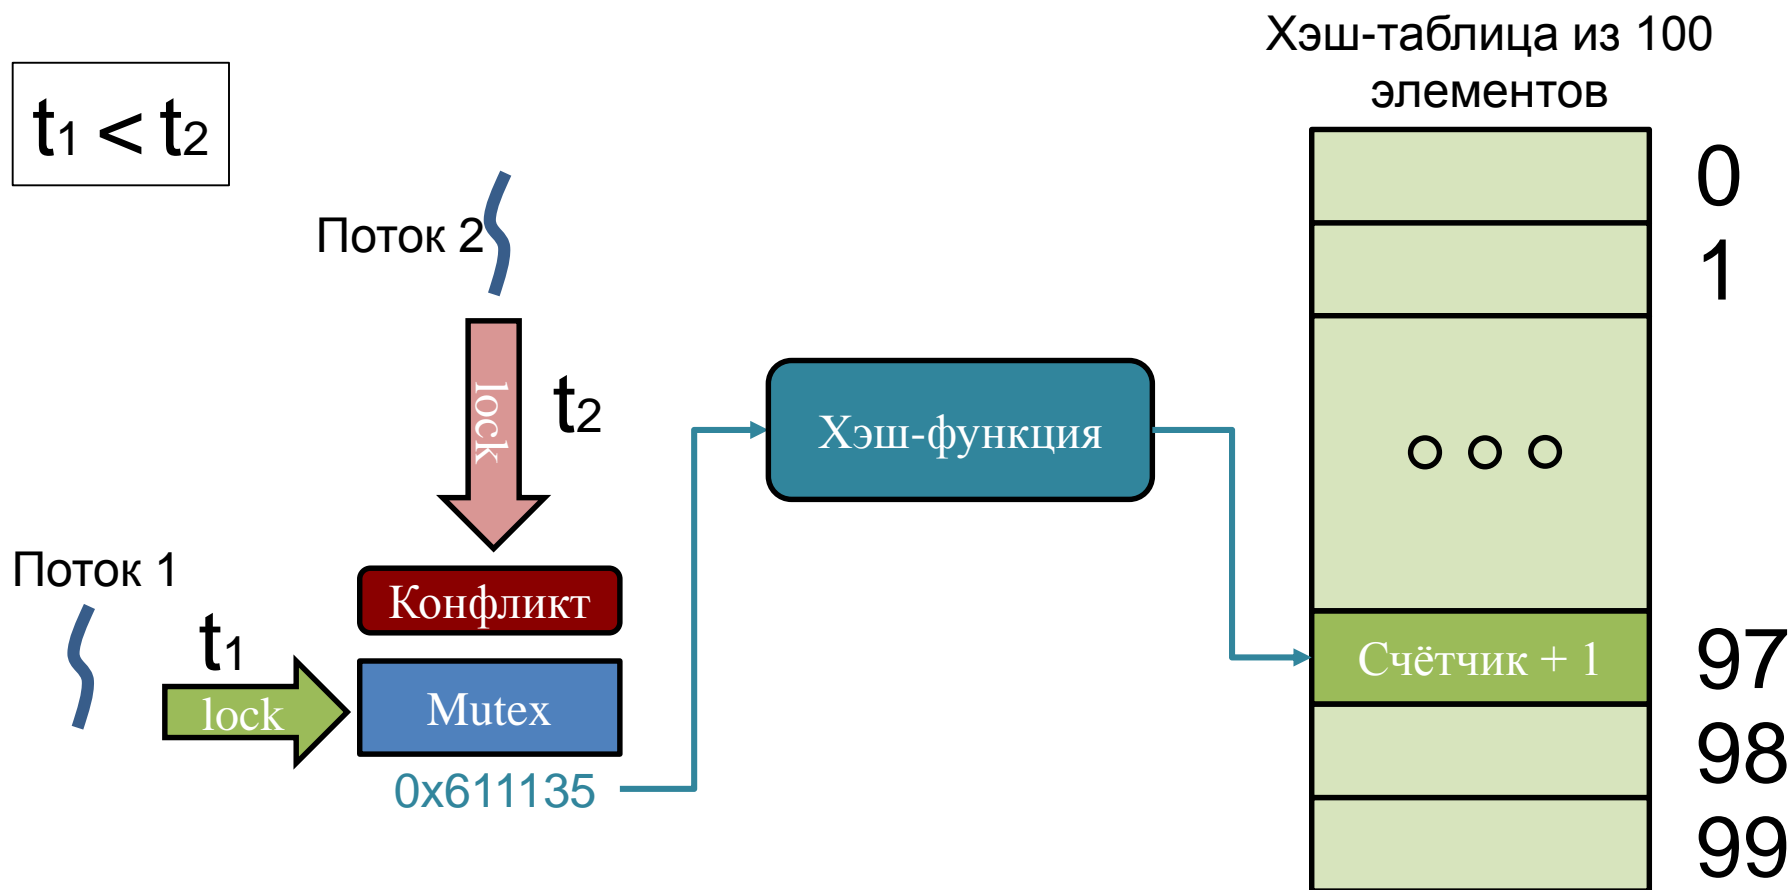 Хэш-таблица из 100
элементов
t1 < t2
0
Поток 2
1
lock
t2
Хэш-функция
Поток 1
Конфликт
t1
lock
Mutex
Счётчик + 1
97
0x611135
98
99